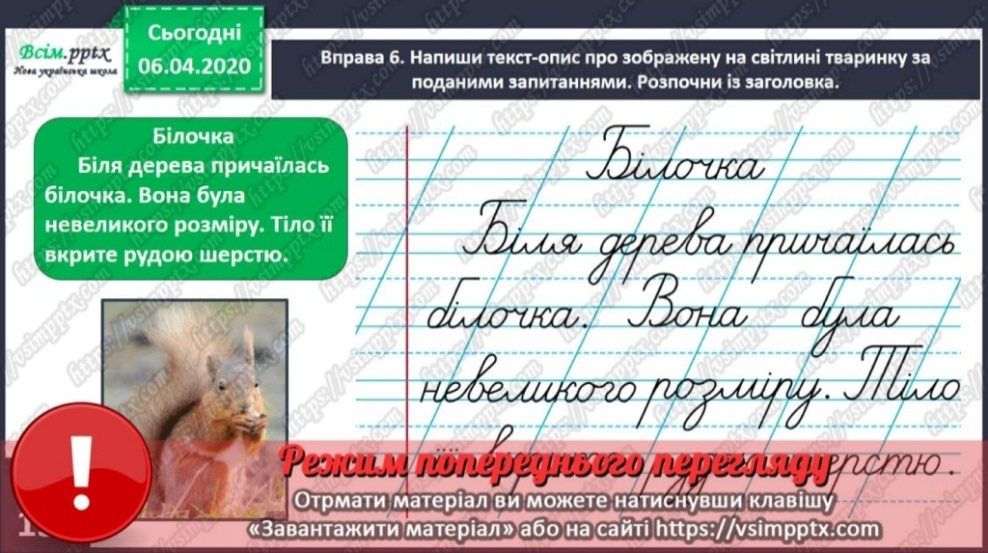 Всім.pptx
Нова українська школа
Сьогодні
06.04.2020
Вправа 6. Напиши текст-опис про зображену на світлині тваринку за
поданими запитаннями. Розпочни із заголовка.
Білочка
Біля дерева причаїлась
білочка. Вона була
невеликого розміру. Тіло її
вкрите рудою шерстю.
Білочка
Біля дерева причаїлась
білочка. Вона була
невеликого розміру. Тіло
Режим попереднього перегляду
Отрмати матеріал ви можете натиснувши клавішу
«Завантажити матеріал» або на сайті https://vsimpptx.com